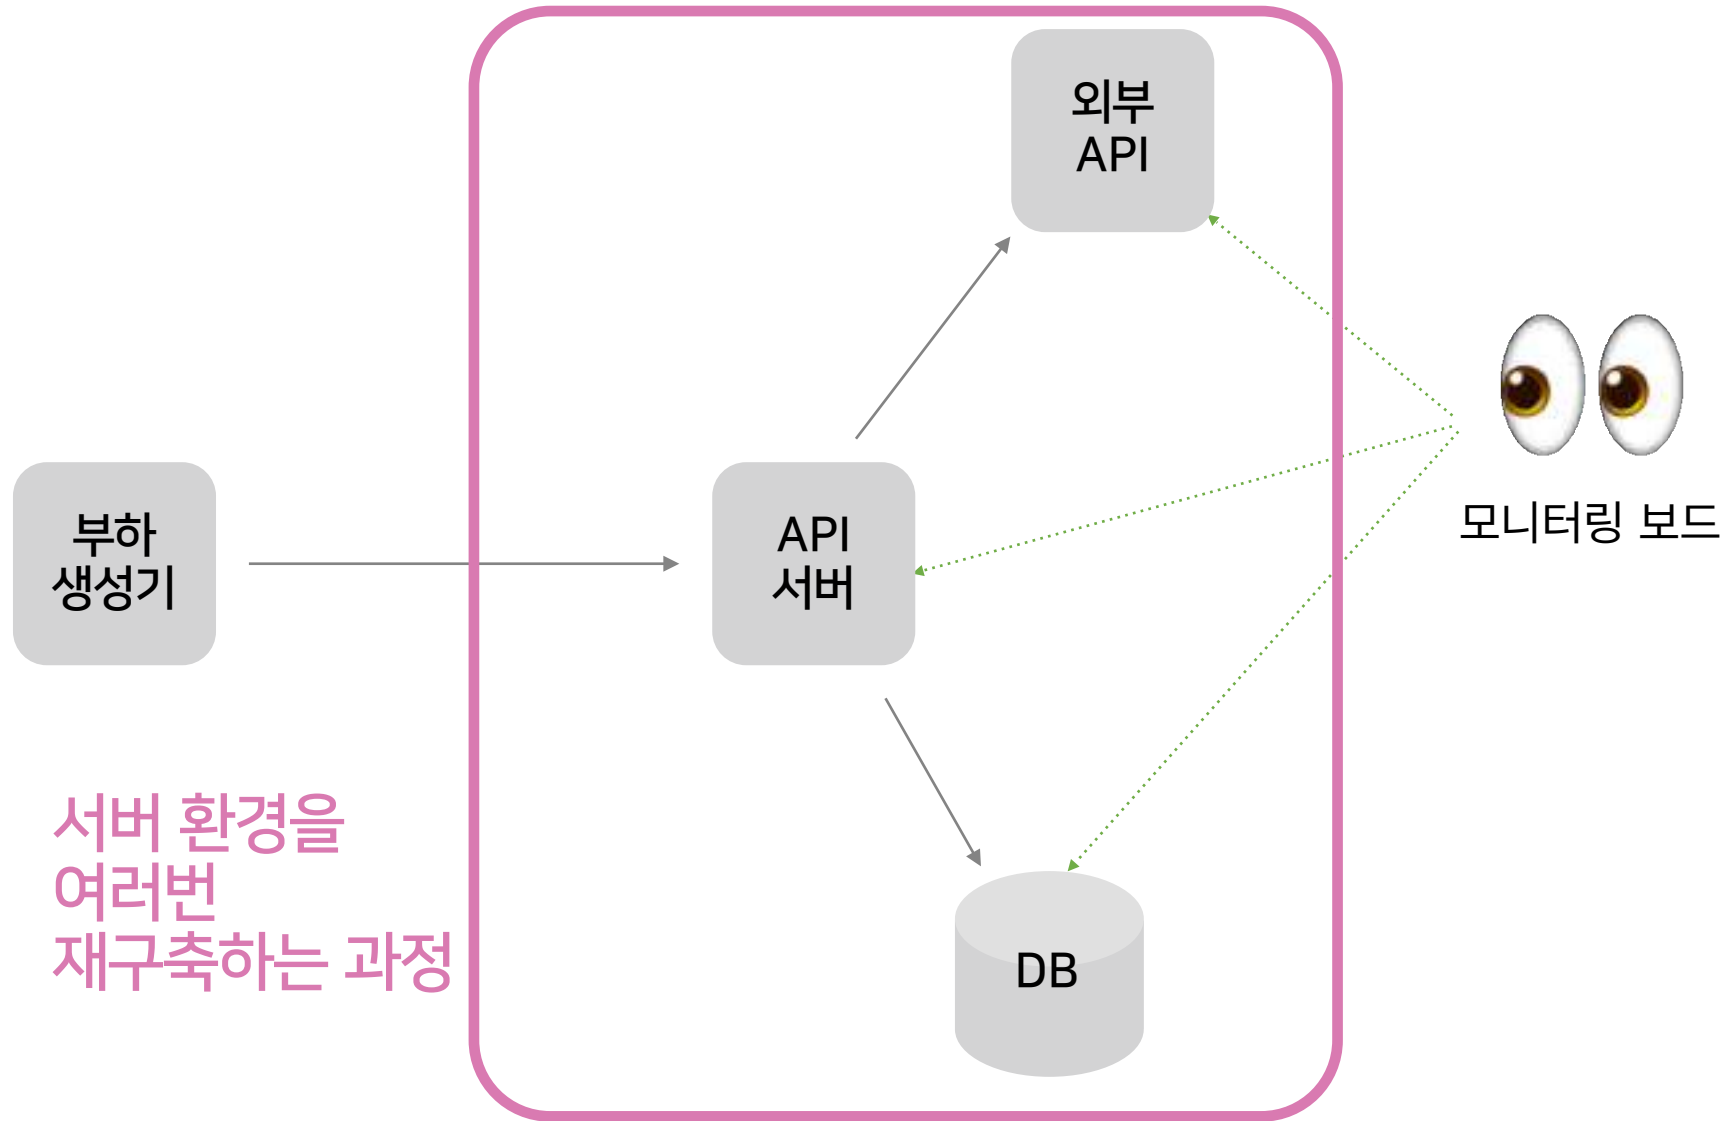 외부
API
부하
생성기
API
서버
모니터링 보드
서버 환경을
여러번
재구축하는 과정
DB